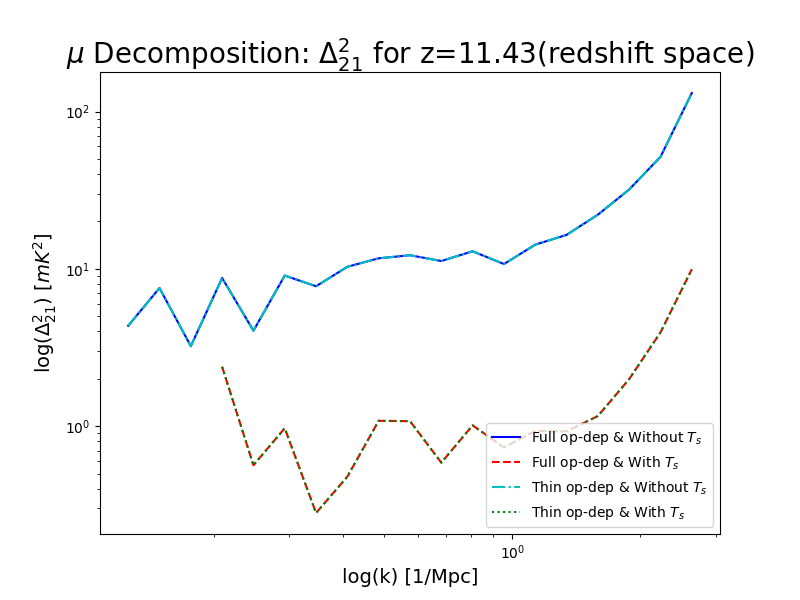 μ Decomposition: Δ²₂₁ for z=11.43(redshift space)
log(Δ²₂₁) [mK²]
10²
10¹
10⁰
Full op-dep & Without Tₛ
Full op-dep & With Tₛ
Thin op-dep & Without Tₛ
Thin op-dep & With Tₛ
10⁰
log(k) [1/Mpc]